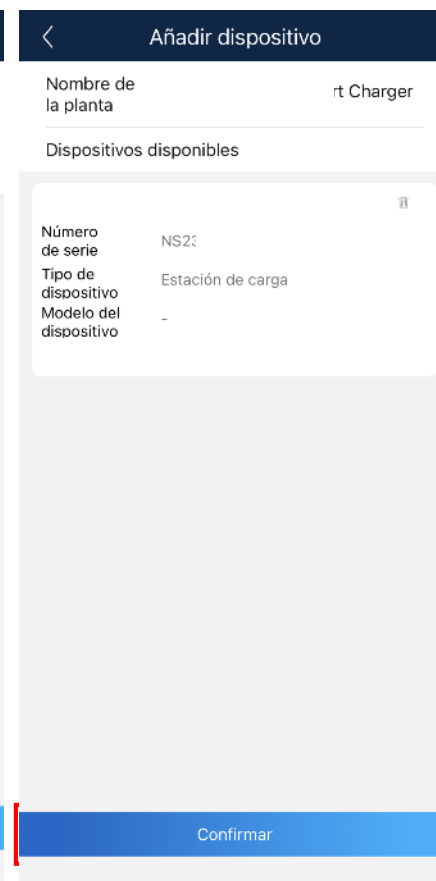 Añadir dispositivo
Nombre de
la planta
rt Charger
Dispositivos disponibles
Número
de serie
NS23
Tipo de
dispositivo
Estación de carga
Modelo del
dispositivo
-
Confirmar